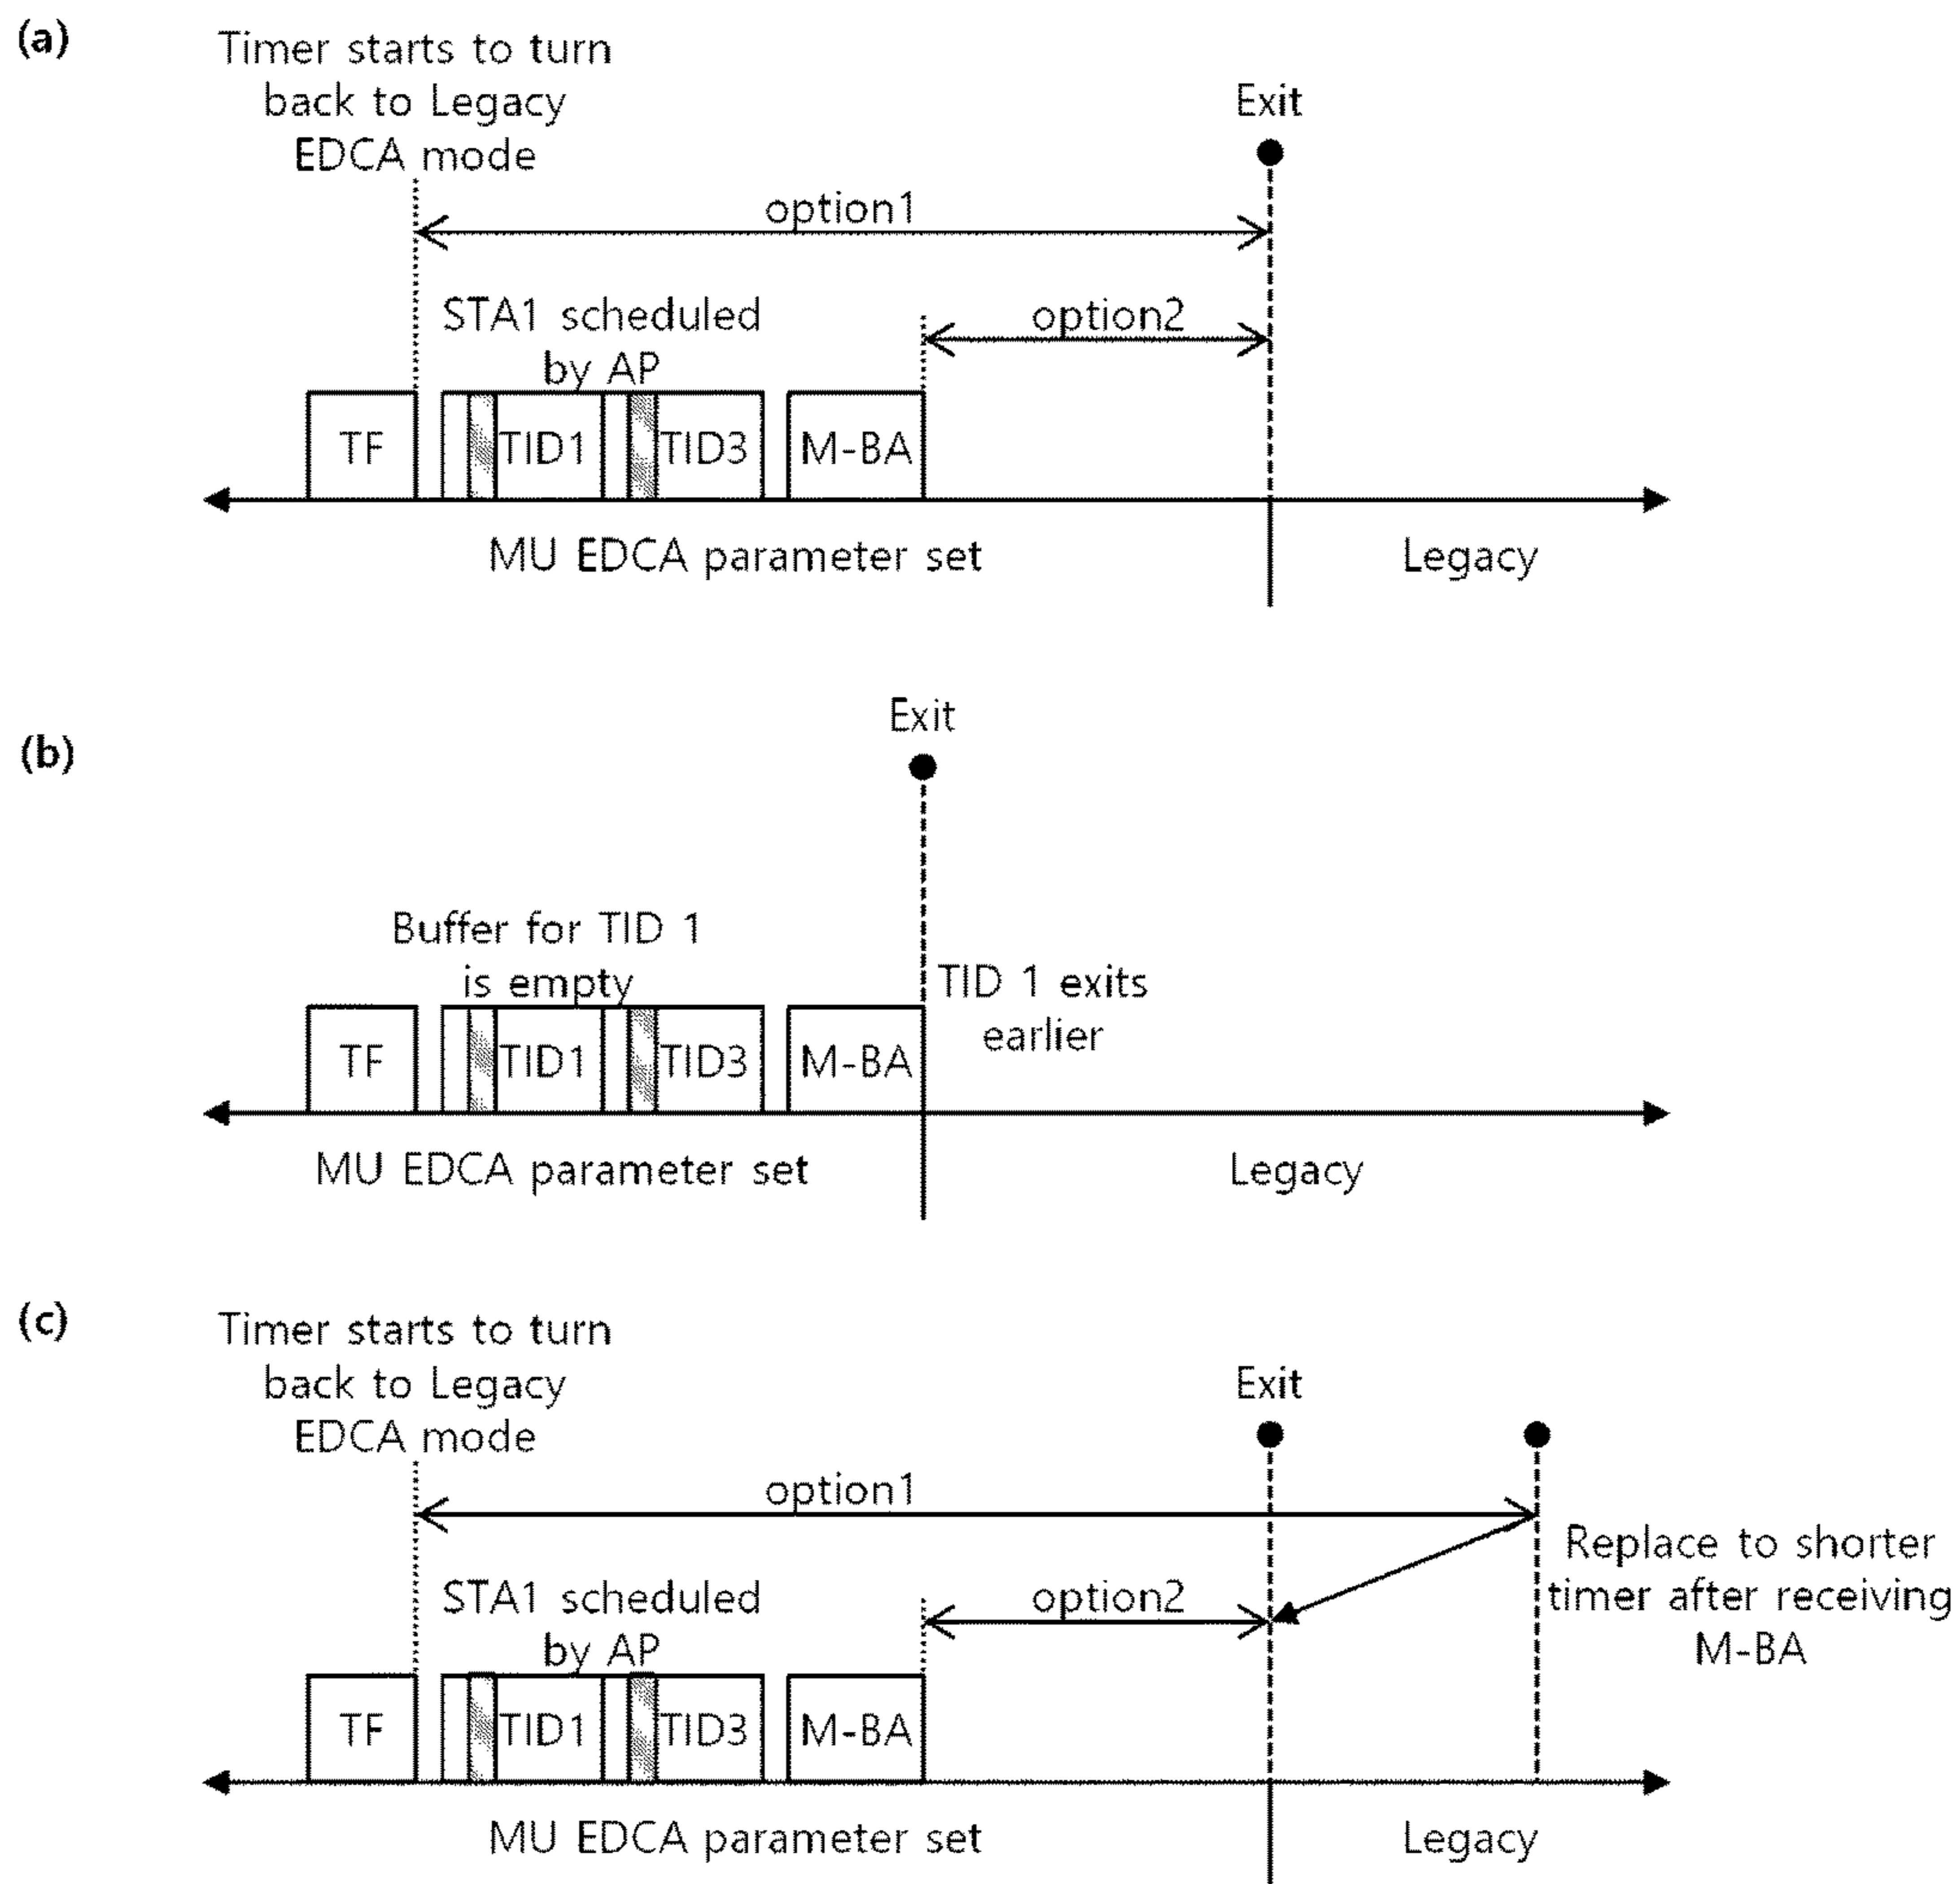 (a)
Timer starts to turn
back to Legacy
EDCA mode
Exit
option1
STA1 scheduled
by AP
option2
TF
TID1
TID3
M-BA
MU EDCA parameter set
Legacy
(b)
Exit
Buffer for TID 1
is empty
TID 1 exits
earlier
TF
TID1
TID3
M-BA
MU EDCA parameter set
Legacy
(c)
Timer starts to turn
back to Legacy
EDCA mode
Exit
option1
Replace to shorter
timer after receiving
M-BA
STA1 scheduled
by AP
option2
TF
TID1
TID3
M-BA
MU EDCA parameter set
Legacy